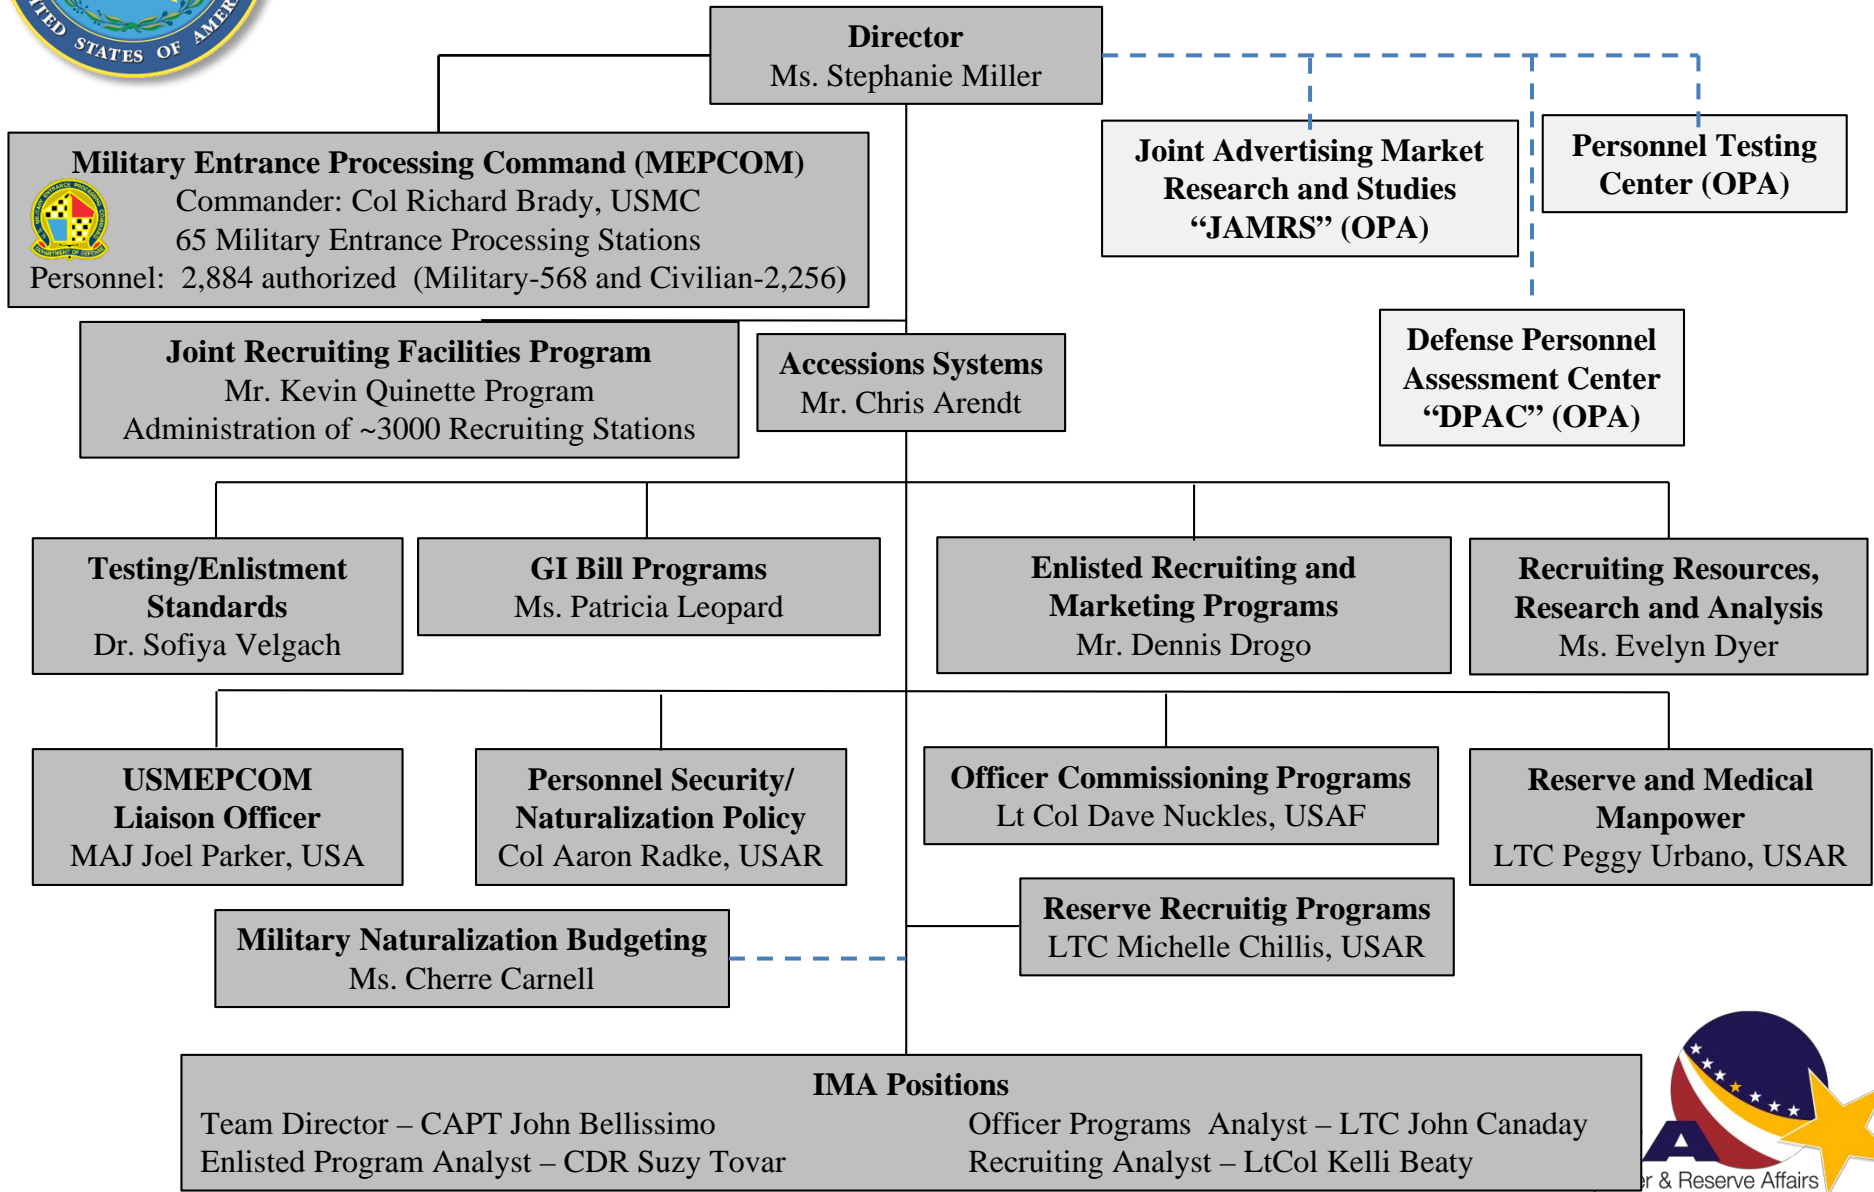 UNITED STATES OF AMER
Director
Ms. Stephanie Miller
Military Entrance Processing Command (MEPCOM)
Commander: Col Richard Brady, USMC
65 Military Entrance Processing Stations
Personnel:  2,884 authorized  (Military-568 and Civilian-2,256)
Joint Advertising Market
Research and Studies
“JAMRS” (OPA)
Personnel Testing
Center (OPA)
Joint Recruiting Facilities Program
Mr. Kevin Quinette Program
Administration of ~3000 Recruiting Stations
Accessions Systems
Mr. Chris Arendt
Defense Personnel
Assessment Center
“DPAC” (OPA)
Testing/Enlistment
Standards
Dr. Sofiya Velgach
GI Bill Programs
Ms. Patricia Leopard
Enlisted Recruiting and
Marketing Programs
Mr. Dennis Drogo
Recruiting Resources,
Research and Analysis
Ms. Evelyn Dyer
USMEPCOM
Liaison Officer
MAJ Joel Parker, USA
Personnel Security/
Naturalization Policy
Col Aaron Radke, USAR
Officer Commissioning Programs
Lt Col Dave Nuckles, USAF
Reserve and Medical
Manpower
LTC Peggy Urbano, USAR
Military Naturalization Budgeting
Ms. Cherre Carnell
Reserve Recruitig Programs
LTC Michelle Chillis, USAR
IMA Positions
Team Director – CAPT John Bellissimo
Enlisted Program Analyst – CDR Suzy Tovar
Officer Programs  Analyst – LTC John Canaday
Recruiting Analyst – LtCol Kelli Beaty
A
er & Reserve Affairs